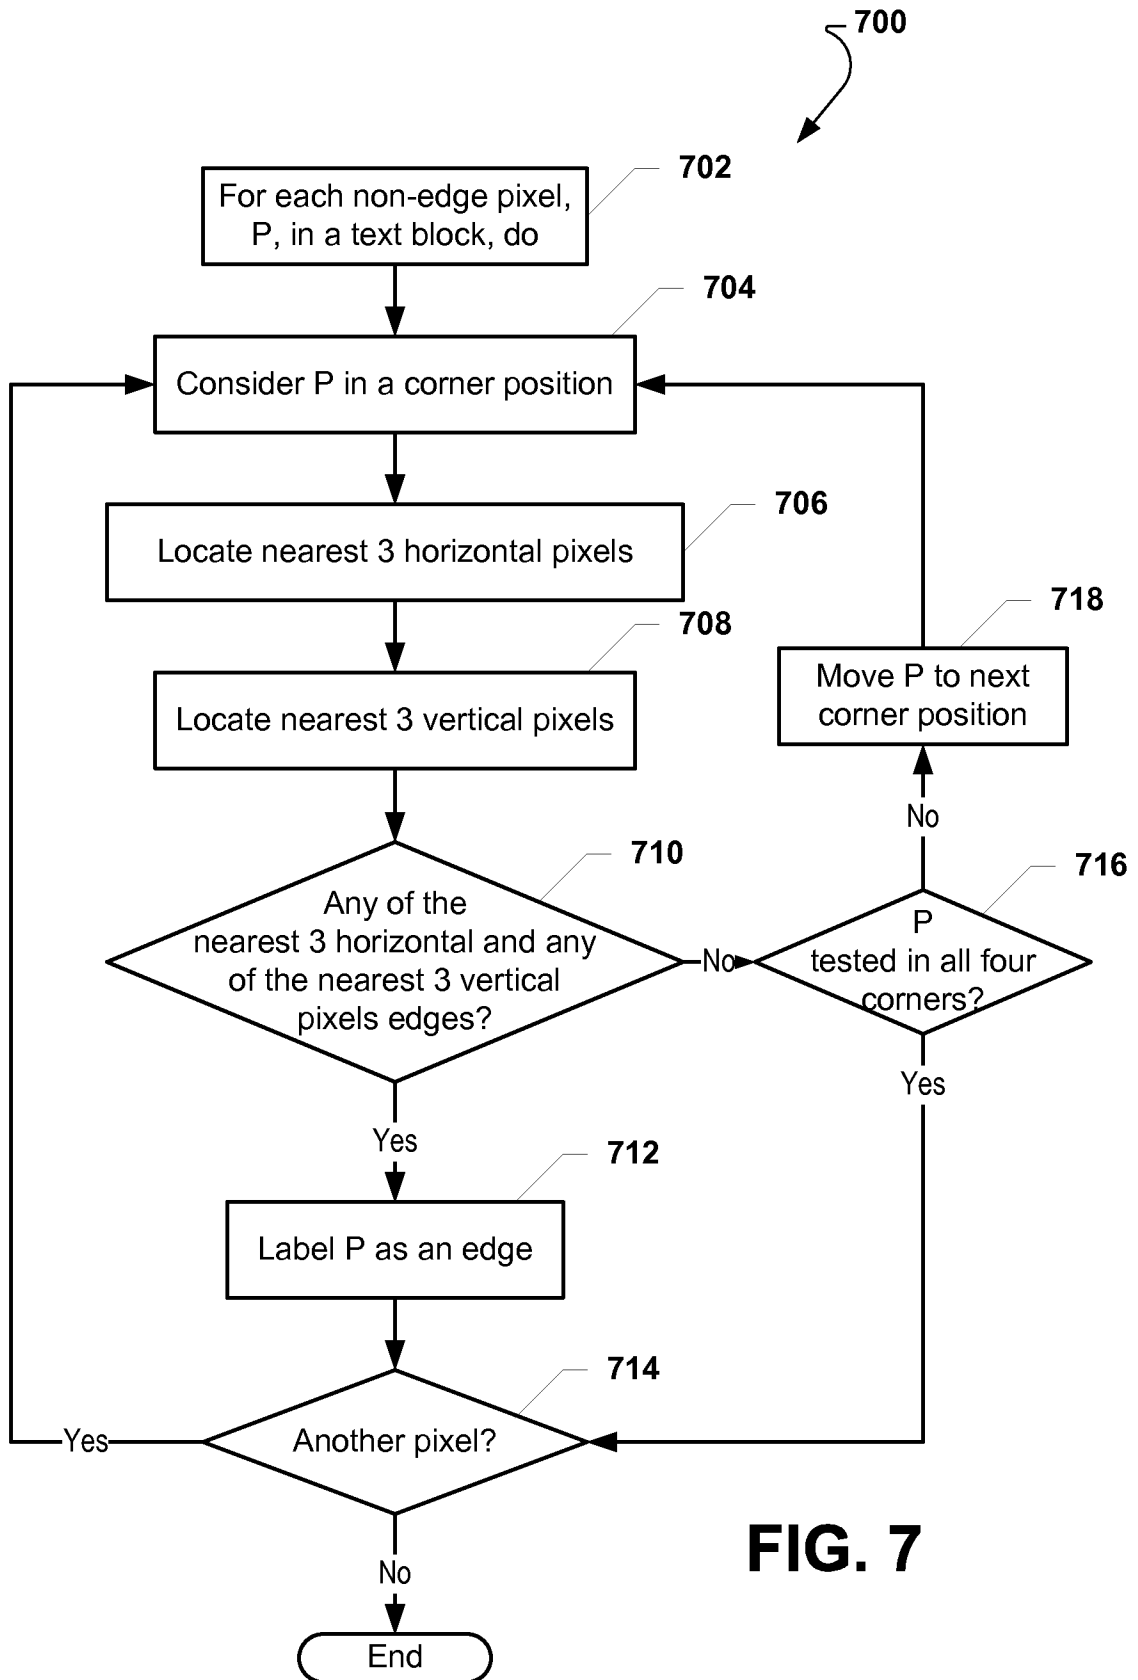 700
702
For each non-edge pixel,
P, in a text block, do
704
Consider P in a corner position
706
Locate nearest 3 horizontal pixels
708
Locate nearest 3 vertical pixels
718
Move P to next
corner position
No
710
Any of the
nearest 3 horizontal and any
of the nearest 3 vertical
pixels edges?
No
716
P
tested in all four
corners?
Yes
Yes
712
Label P as an edge
714
Another pixel?
Yes
No
End
FIG. 7